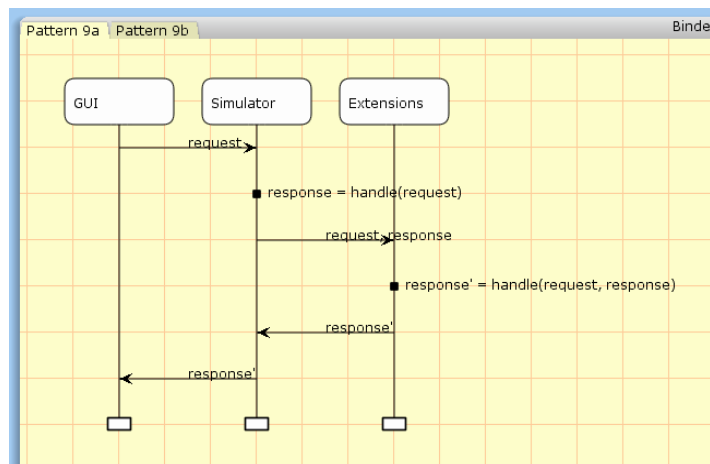 Pattern 9a Pattern 9b Binde
GUI Simulator Extensions
request
response = handle(request)
request, response
response' = handle(request, response)
response'
response'